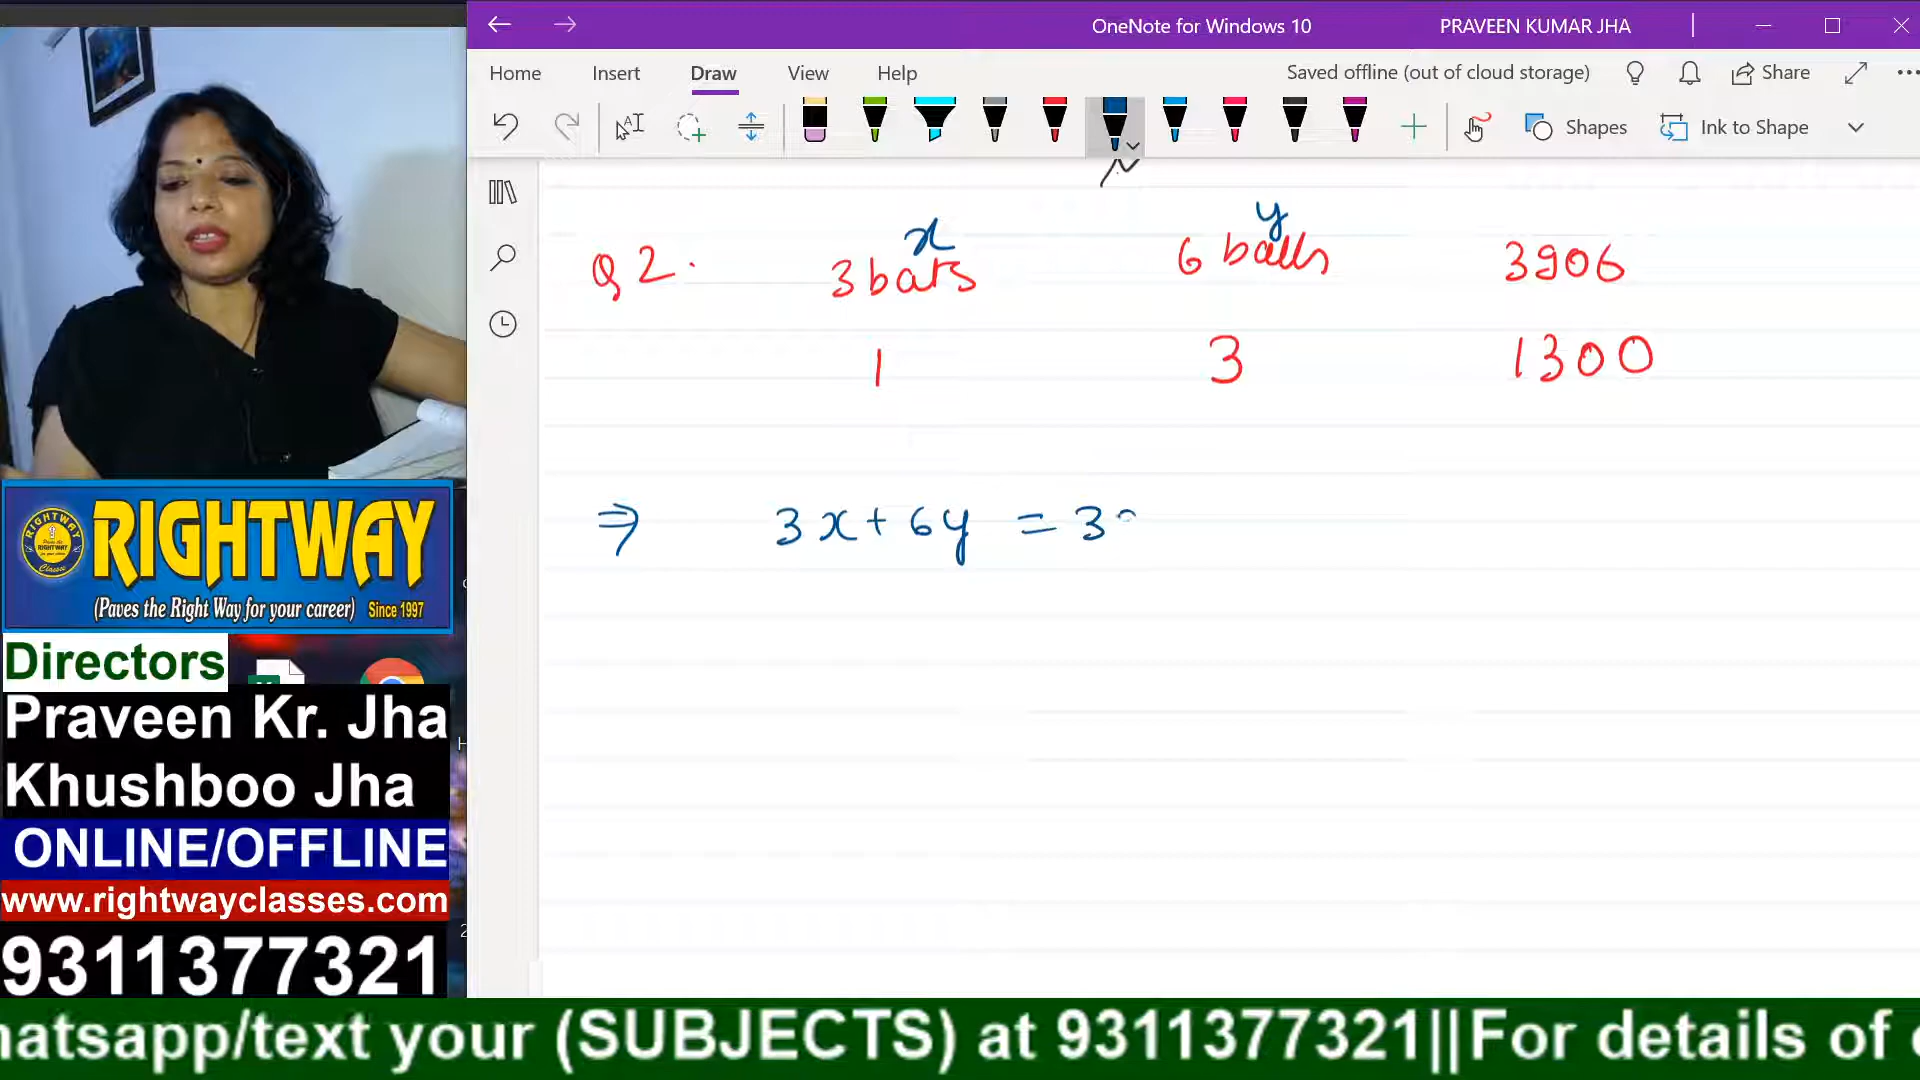 OneNote for Windows 10
PRAVEEN KUMAR JHA
Home Insert Draw View Help
Saved offline (out of cloud storage)
Share
Shapes
Ink to Shape
Q2. 3 bats 6 balls 3906
x y
1 3 1300
⇒ 3x + 6y = 3
RIGHTWAY
(Paves the Right Way for your career) Since 1997
Directors
Praveen Kr. Jha
Khushboo Jha
ONLINE/OFFLINE
www.rightwayclasses.com
9311377321
hatsapp/text your (SUBJECTS) at 9311377321||For details of